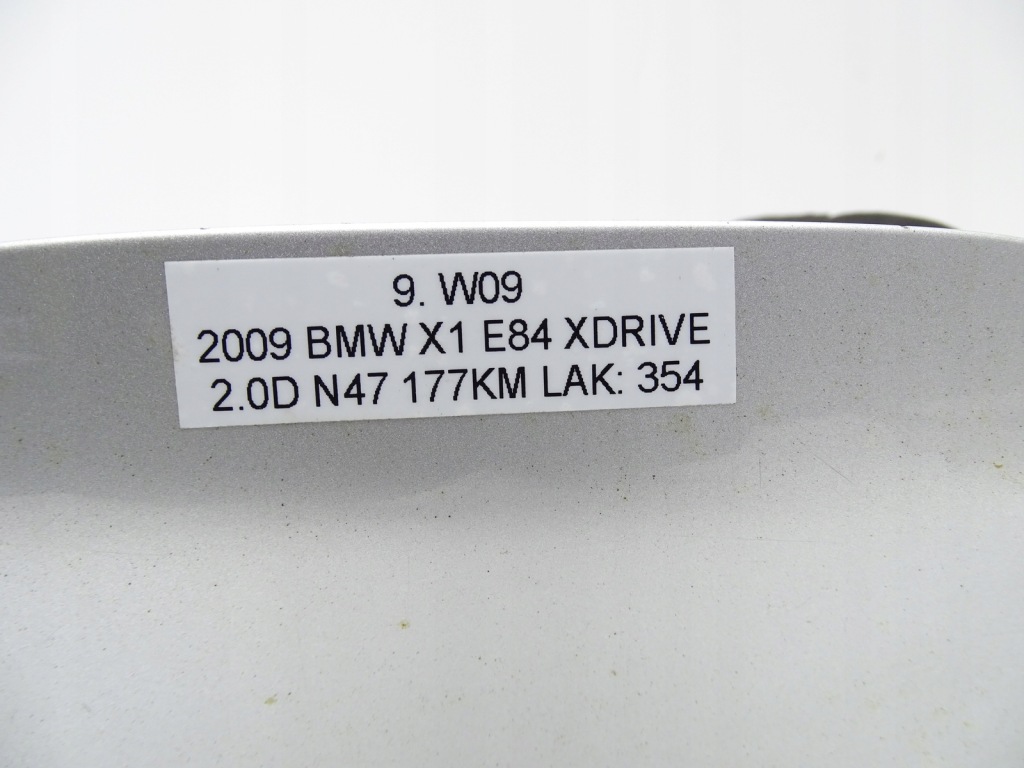 9. W09
2009 BMW X1 E84 XDRIVE
2.0D N47 177KM LAK: 354